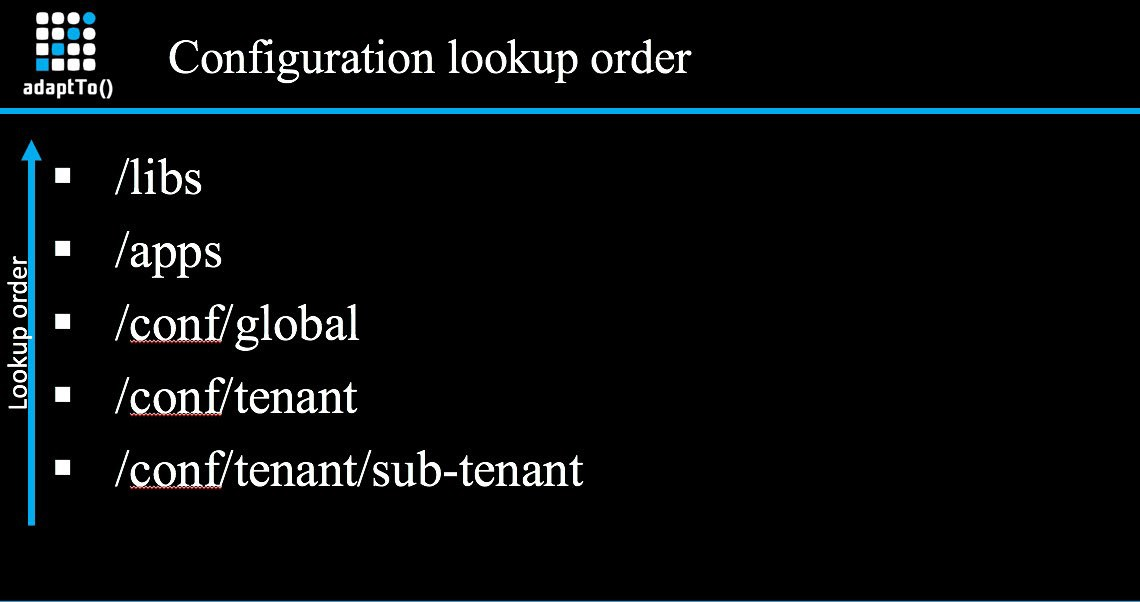 adaptTo()
Configuration lookup order
/libs
/apps
/conf/global
/conf/tenant
/conf/tenant/sub-tenant
Lookup order